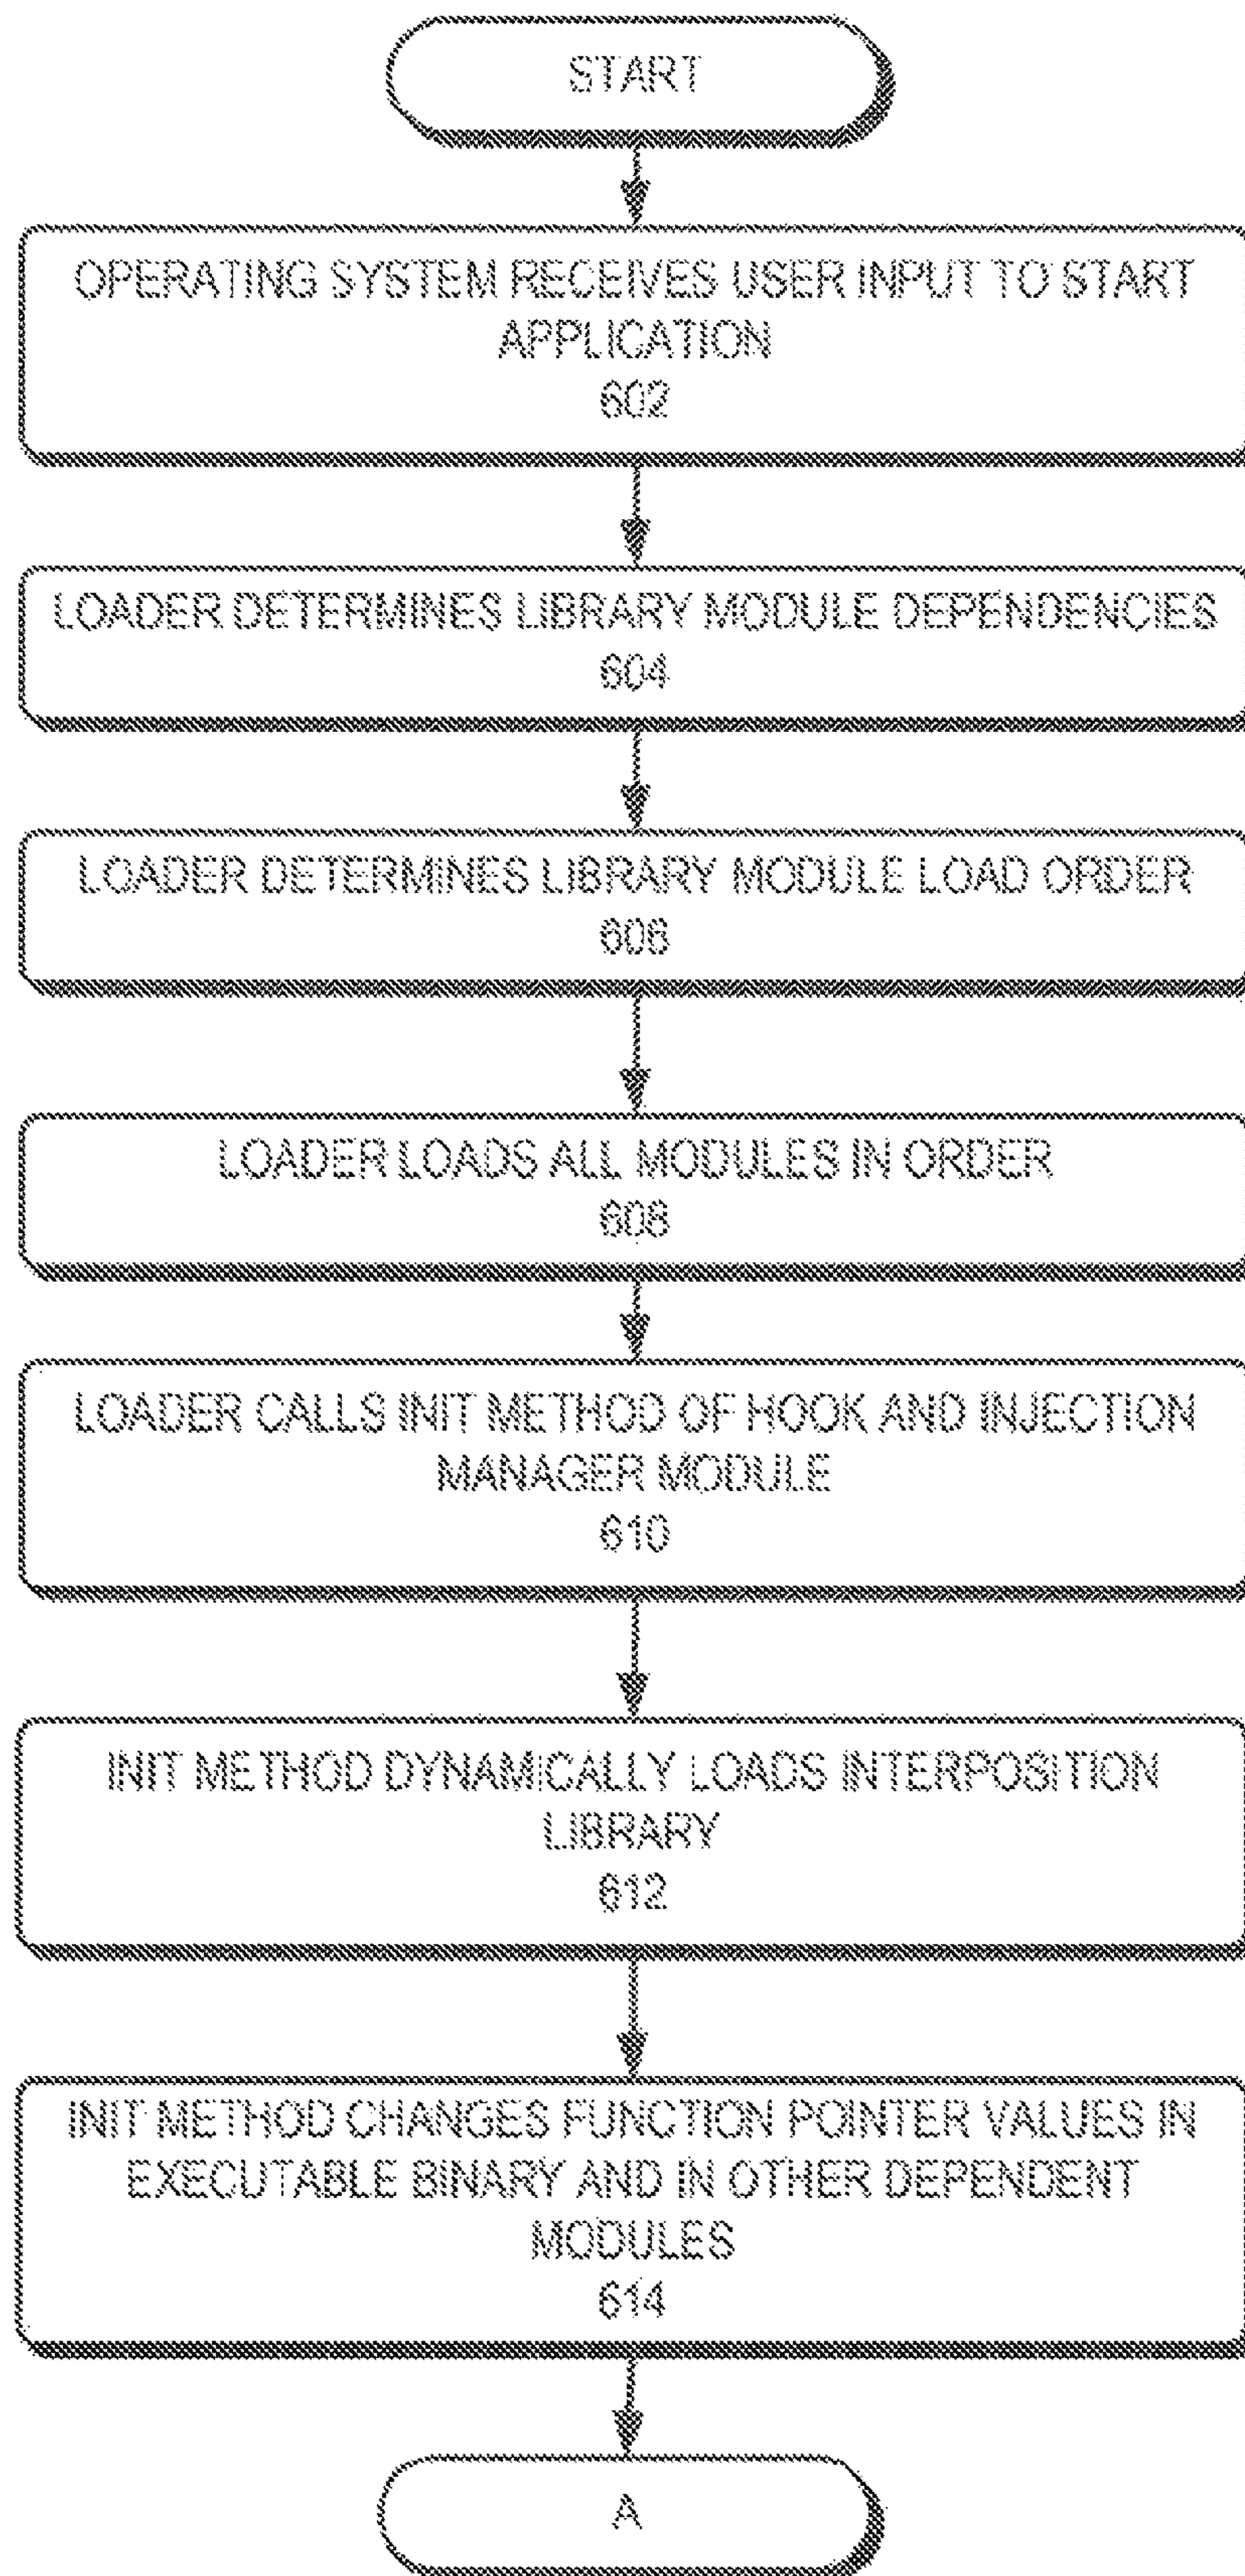 START
OPERATING SYSTEM RECEIVES USER INPUT TO START
APPLICATION
602
LOADER DETERMINES LIBRARY MODULE DEPENDENCIES
604
LOADER DETERMINES LIBRARY MODULE LOAD ORDER
606
LOADER LOADS ALL MODULES IN ORDER
608
LOADER CALLS INIT METHOD OF HOOK AND INJECTION
MANAGER MODULE
610
INIT METHOD DYNAMICALLY LOADS INTERPOSITION
LIBRARY
612
INIT METHOD CHANGES FUNCTION POINTER VALUES IN
EXECUTABLE BINARY AND IN OTHER DEPENDENT
MODULES
614
A